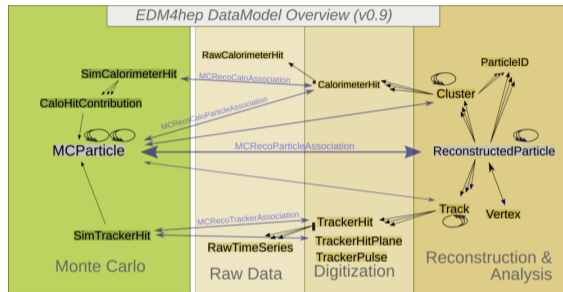 EDM4hep DataModel Overview (v0.9)
RawCalorimeterHit
ParticleID
SimCalorimeterHit
MCRecoCaloAssociation
CalorimeterHit
Cluster
CaloHitContribution
MCRecoCaloParticleAssociation
MCParticle
MCRecoParticleAssociation
ReconstructedParticle
MCRecoTrackerAssociation
TrackerHit
Track
Vertex
SimTrackerHit
RawTimeSeries
TrackerHitPlane
TrackerPulse
Monte Carlo
Raw Data
Digitization
Reconstruction &
Analysis